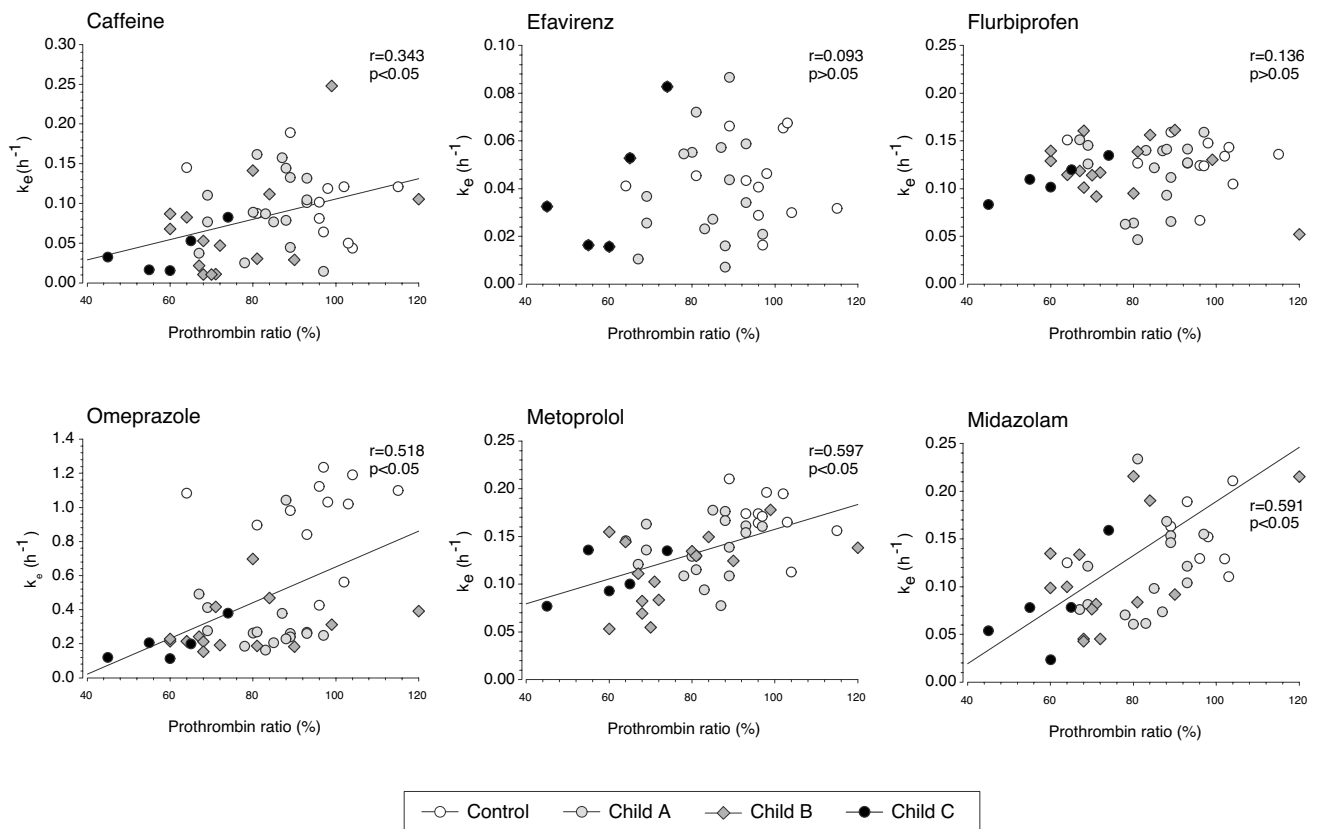 Caffeine
r=0.343
p<0.05
0.30
0.25
0.20
0.15
0.10
0.05
0.00
kₑ(h⁻¹)
40
60
80
100
120
Prothrombin ratio (%)
Efavirenz
r=0.093
p>0.05
0.10
0.08
0.06
0.04
0.02
0.00
kₑ(h⁻¹)
40
60
80
100
120
Prothrombin ratio (%)
Flurbiprofen
r=0.136
p>0.05
0.25
0.20
0.15
0.10
0.05
0.00
kₑ(h⁻¹)
40
60
80
100
120
Prothrombin ratio (%)
Omeprazole
r=0.518
p<0.05
1.4
1.2
1.0
0.8
0.6
0.4
0.2
0.0
kₑ (h⁻¹)
40
60
80
100
120
Prothrombin ratio (%)
Metoprolol
r=0.597
p<0.05
0.25
0.20
0.15
0.10
0.05
0.00
kₑ(h⁻¹)
40
60
80
100
120
Prothrombin ratio (%)
Midazolam
r=0.591
p<0.05
0.25
0.20
0.15
0.10
0.05
0.00
kₑ(h⁻¹)
40
60
80
100
120
Prothrombin ratio (%)
Control Child A Child B Child C